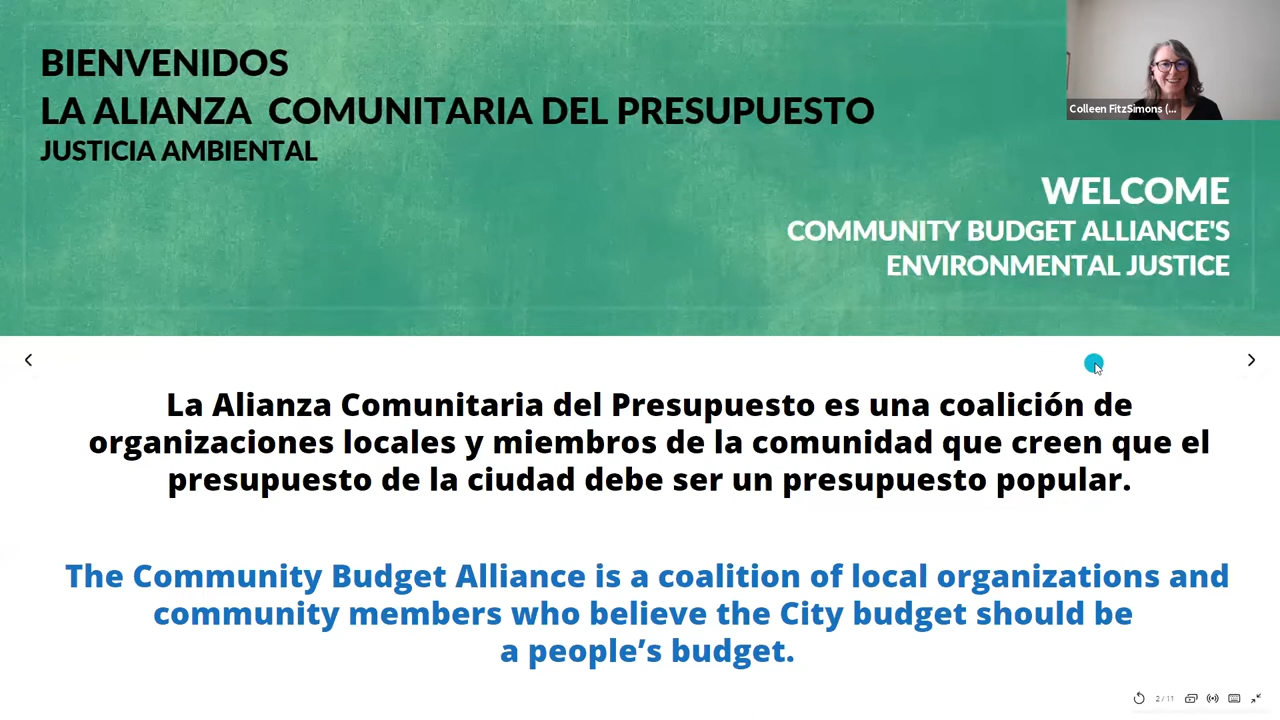 BIENVENIDOS
LA ALIANZA COMUNITARIA DEL PRESUPUESTO
JUSTICIA AMBIENTAL
Colleen FitzSimons (...
WELCOME
COMMUNITY BUDGET ALLIANCE'S
ENVIRONMENTAL JUSTICE
La Alianza Comunitaria del Presupuesto es una coalición de
organizaciones locales y miembros de la comunidad que creen que el
presupuesto de la ciudad debe ser un presupuesto popular.
The Community Budget Alliance is a coalition of local organizations and
community members who believe the City budget should be
a people’s budget.
2 / 11